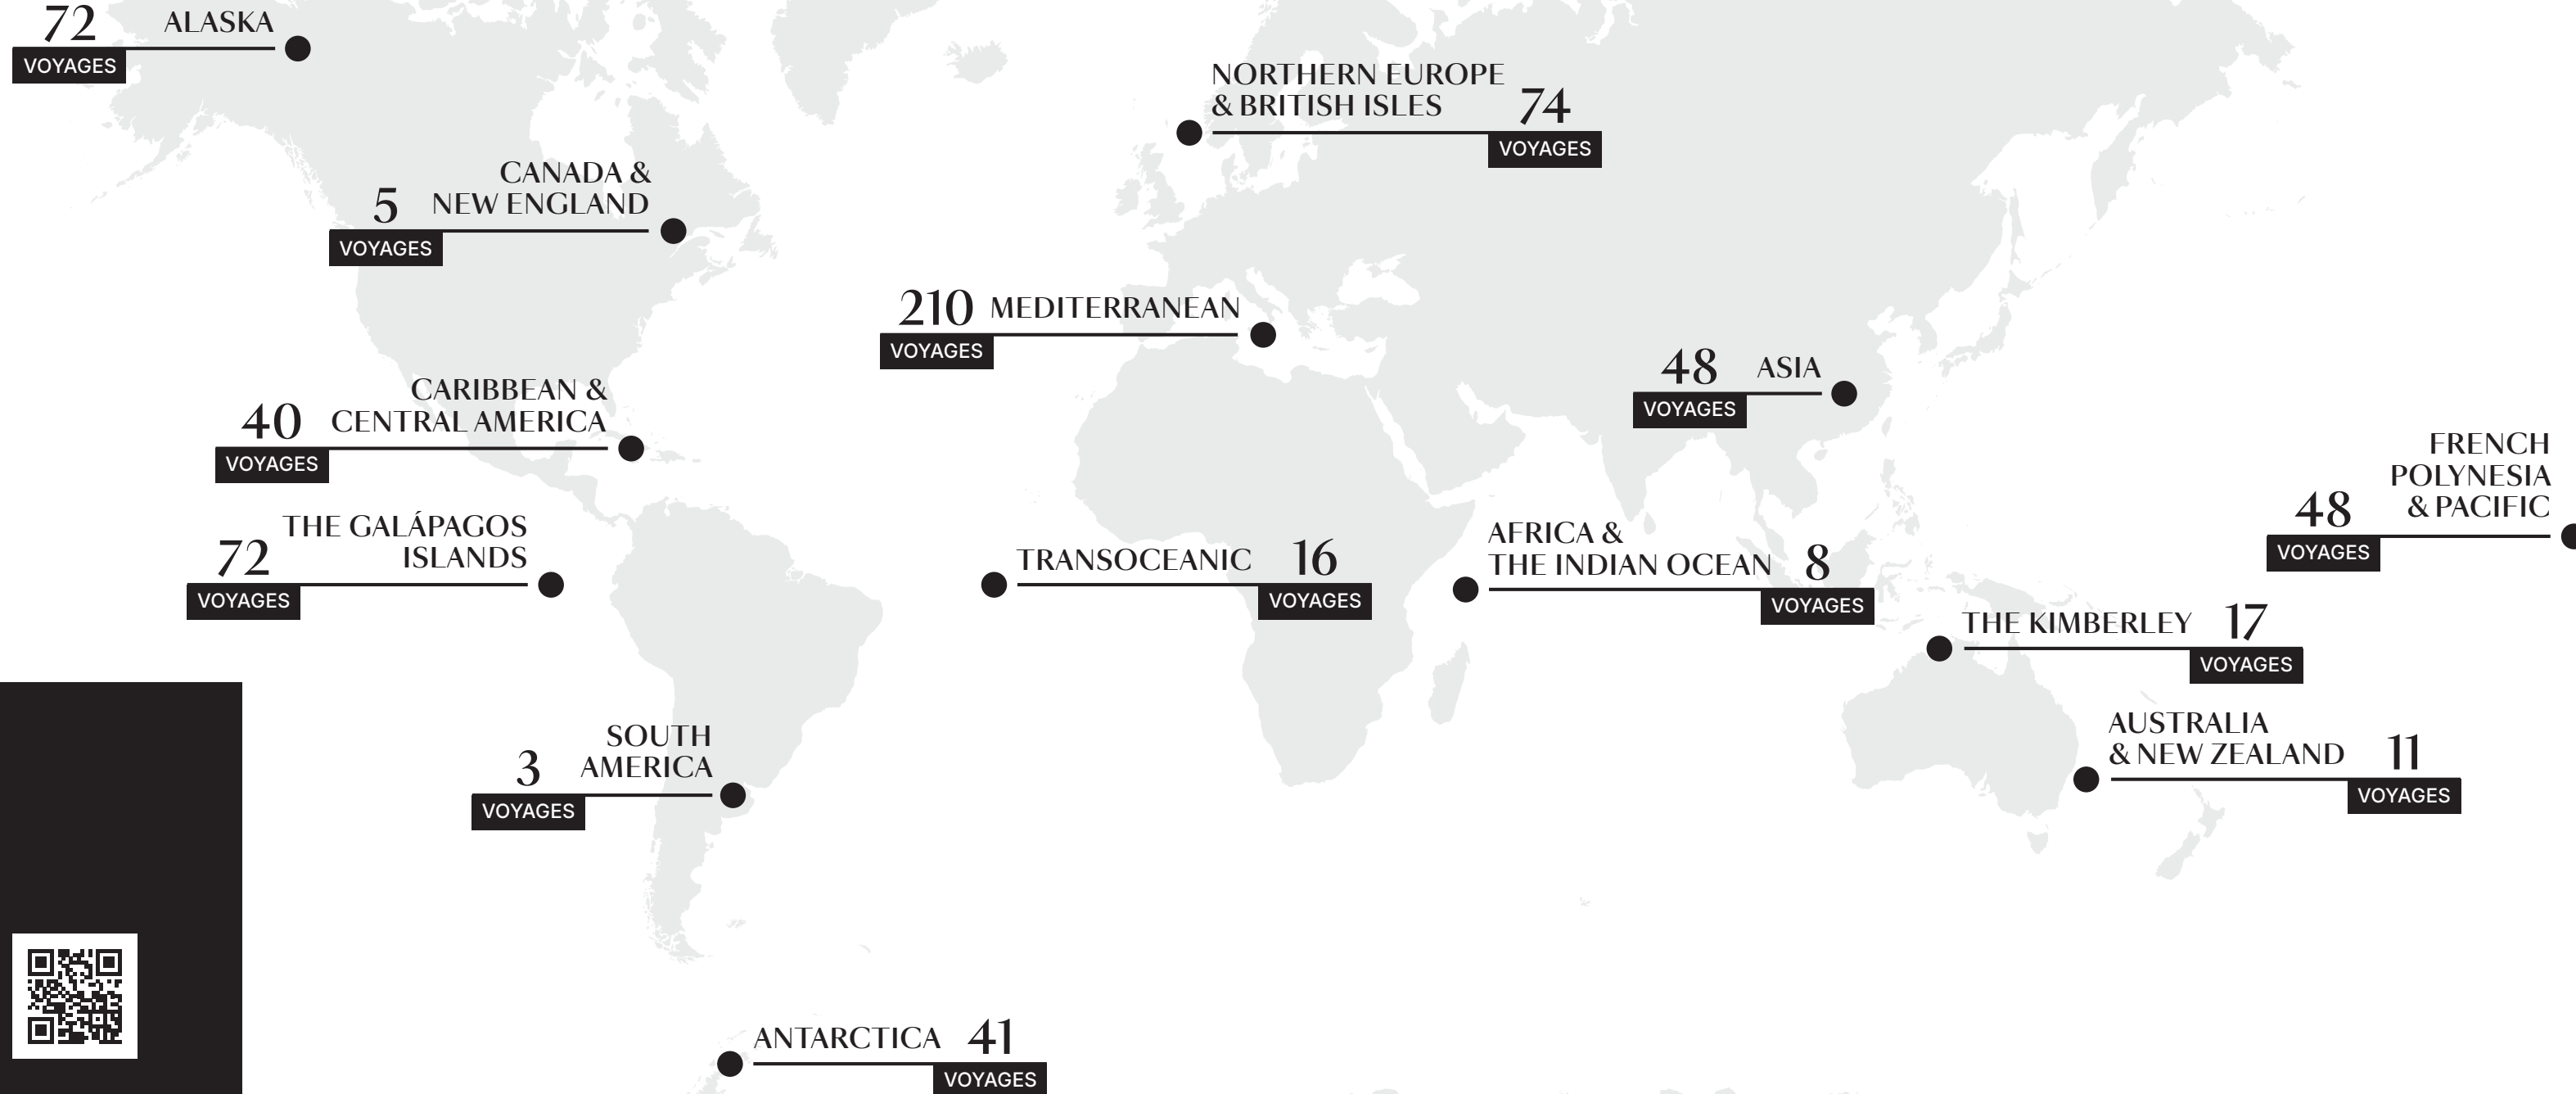 72 ALASKA
VOYAGES
NORTHERN EUROPE
& BRITISH ISLES 74
VOYAGES
CANADA &
5 NEW ENGLAND
VOYAGES
210 MEDITERRANEAN
VOYAGES
48 ASIA
VOYAGES
CARIBBEAN &
40 CENTRAL AMERICA
VOYAGES
FRENCH
POLYNESIA
48 & PACIFIC
VOYAGES
THE GALÁPAGOS
72 ISLANDS
VOYAGES
TRANSOCEANIC 16
VOYAGES
AFRICA &
THE INDIAN OCEAN 8
VOYAGES
THE KIMBERLEY 17
VOYAGES
SOUTH
3 AMERICA
VOYAGES
AUSTRALIA
& NEW ZEALAND 11
VOYAGES
ANTARCTICA 41
VOYAGES